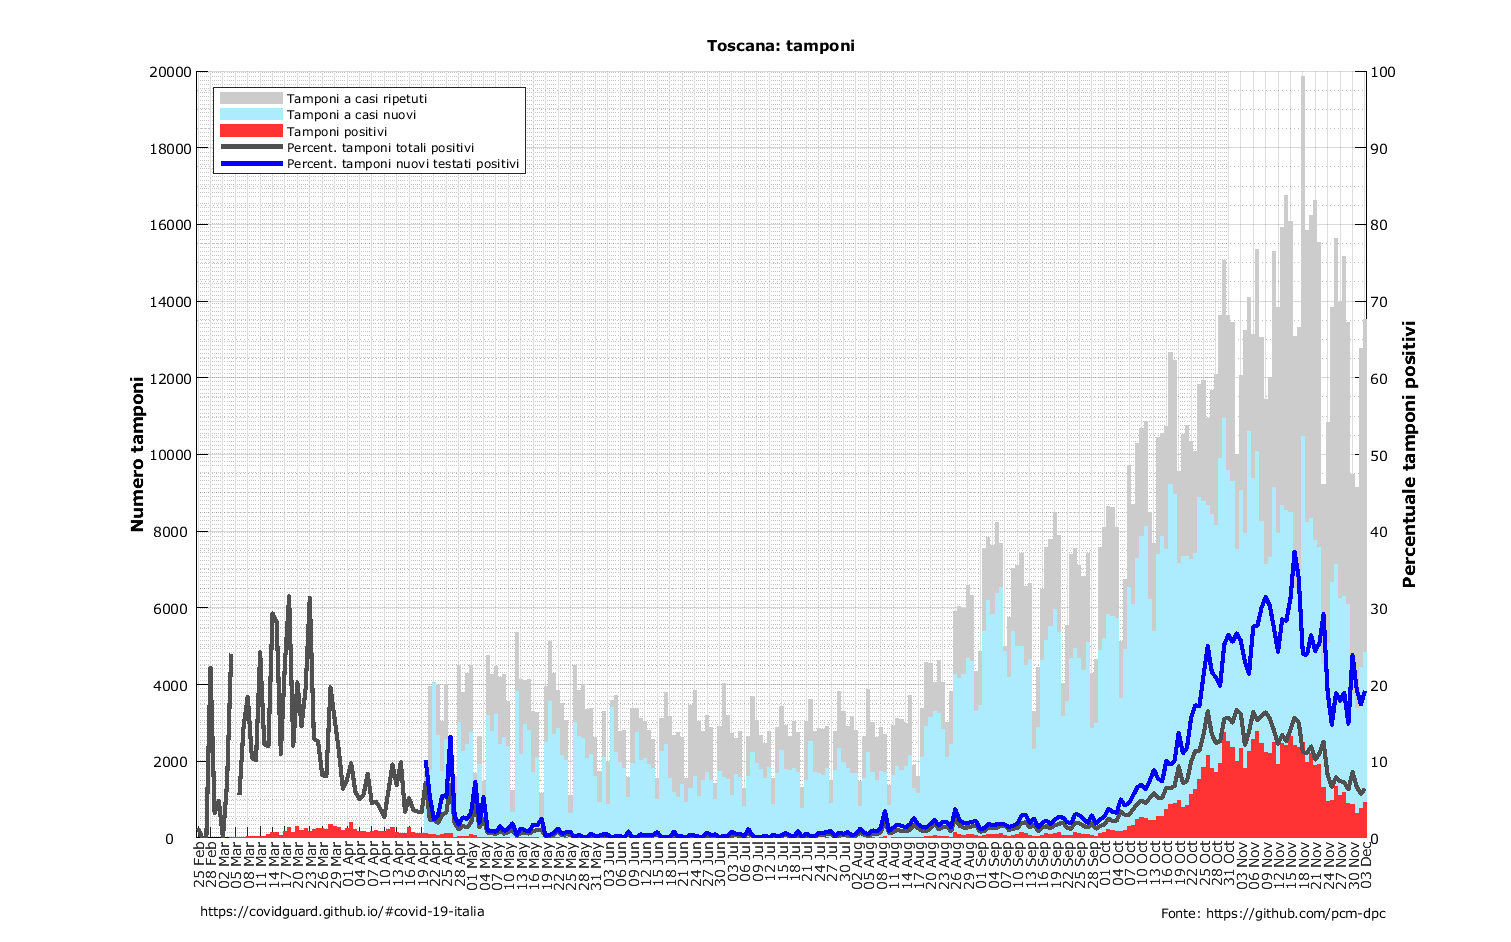 Toscana: tamponi
20000
18000
16000
14000
12000
10000
8000
6000
4000
2000
0
Numero tamponi
Tamponi a casi ripetuti
Tamponi a casi nuovi
Tamponi positivi
Percent. tamponi totali positivi
Percent. tamponi nuovi testati positivi
100
90
80
70
60
50
40
30
20
10
0
Percentuale tamponi positivi
25 Feb
28 Feb
02 Mar
05 Mar
08 Mar
11 Mar
14 Mar
17 Mar
20 Mar
23 Mar
26 Mar
29 Mar
01 Apr
04 Apr
07 Apr
10 Apr
13 Apr
16 Apr
19 Apr
22 Apr
25 Apr
28 Apr
01 May
04 May
07 May
10 May
13 May
16 May
19 May
22 May
25 May
28 May
31 May
03 Jun
06 Jun
09 Jun
12 Jun
15 Jun
18 Jun
21 Jun
24 Jun
27 Jun
30 Jun
03 Jul
06 Jul
09 Jul
12 Jul
15 Jul
18 Jul
21 Jul
24 Jul
27 Jul
30 Jul
02 Aug
05 Aug
08 Aug
11 Aug
14 Aug
17 Aug
20 Aug
23 Aug
26 Aug
29 Aug
01 Sep
04 Sep
07 Sep
10 Sep
13 Sep
16 Sep
19 Sep
22 Sep
25 Sep
28 Sep
01 Oct
04 Oct
07 Oct
10 Oct
13 Oct
16 Oct
19 Oct
22 Oct
25 Oct
28 Oct
31 Oct
03 Nov
06 Nov
09 Nov
12 Nov
15 Nov
18 Nov
21 Nov
24 Nov
27 Nov
30 Nov
03 Dec
https://covidguard.github.io/#covid-19-italia
Fonte: https://github.com/pcm-dpc